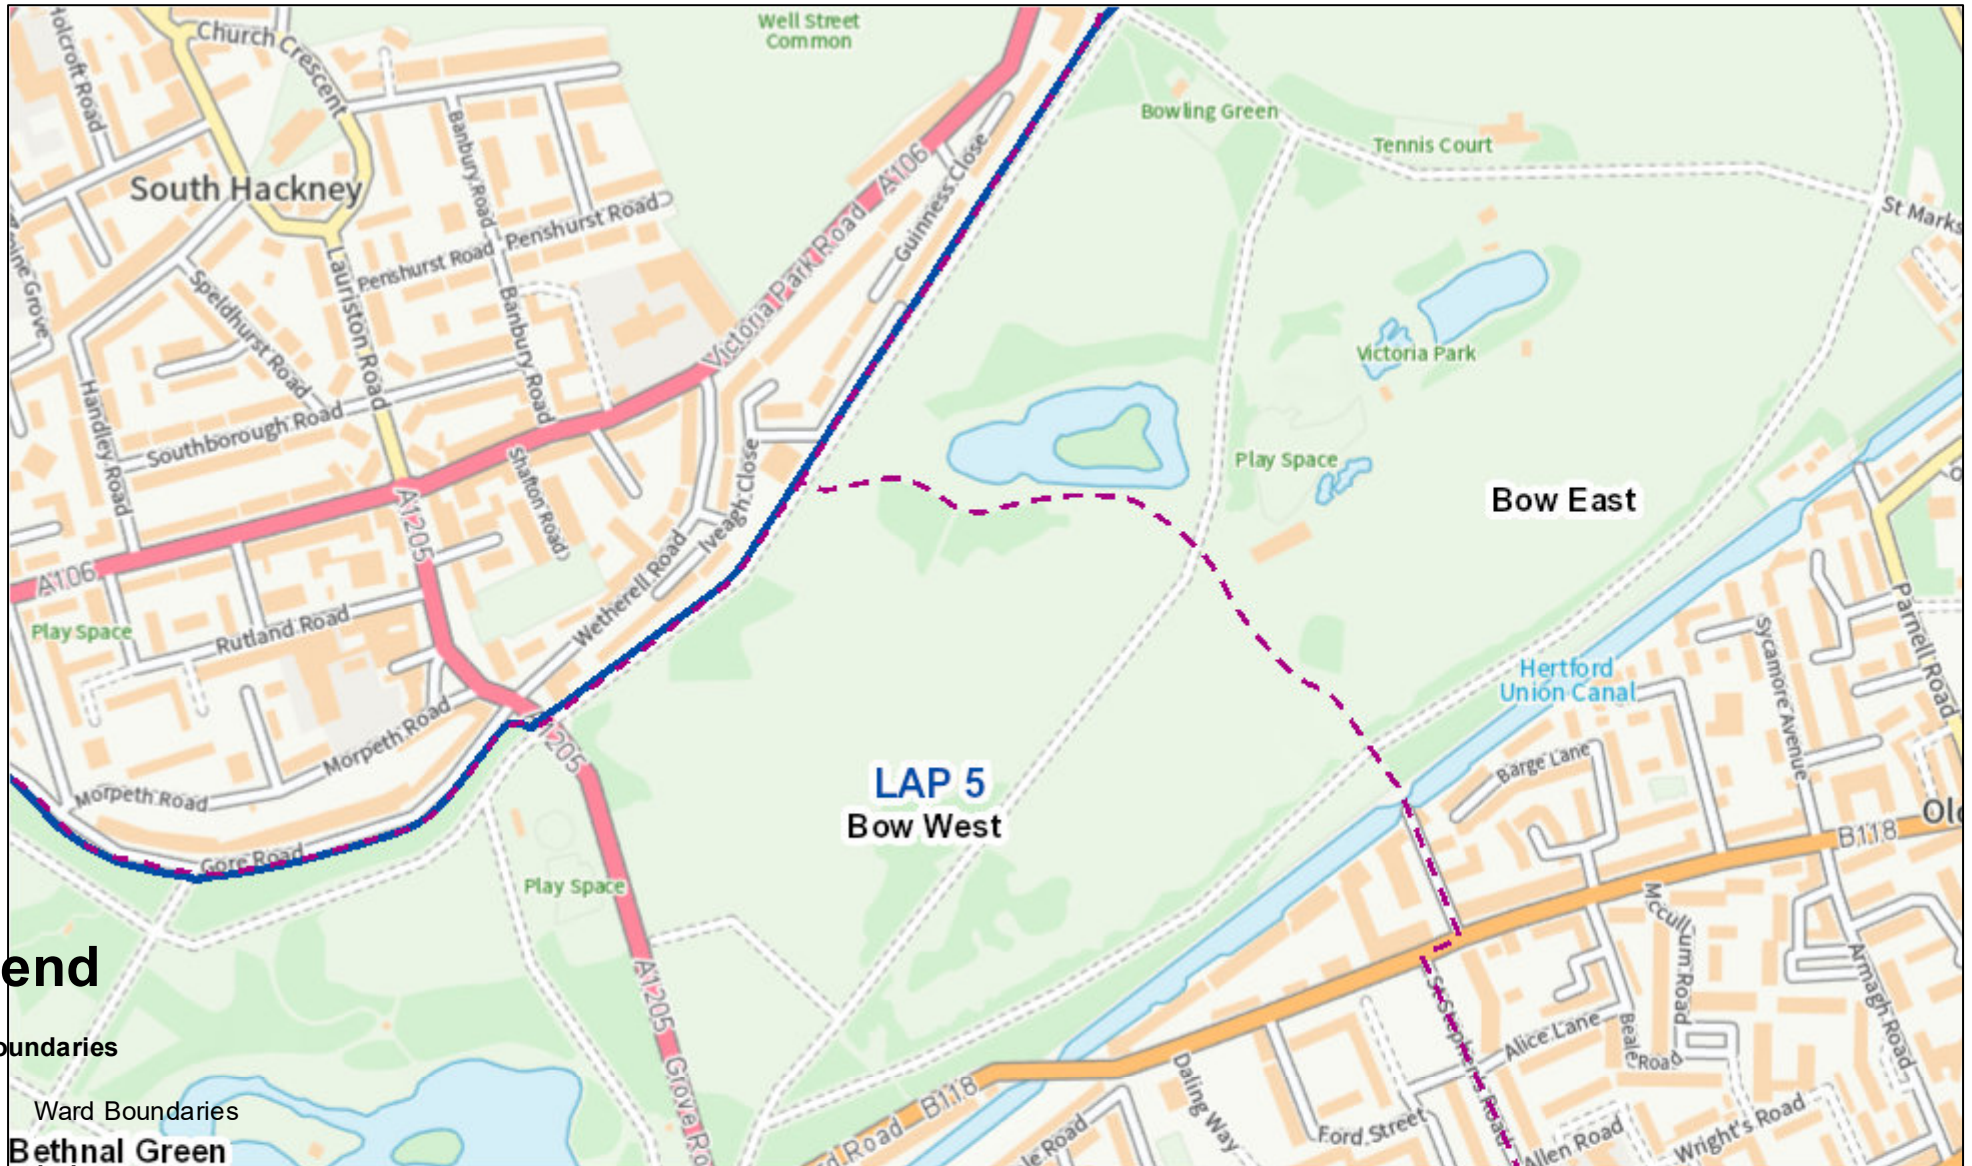 Well Street
Common
Church Crescent
Holcroft Road
Bowling Green
Tennis Court
Banbury Road
A106
Guinness Close
South Hackney
St Marks
Penshurst Road
Penshurst Road
Lauriston Road
Speldhurst Road
Banbury Road
Victoria Park Road
Victoria Park
Handley Road
Southborough Road
Shafton Road
Iveagh Close
Play Space
Bow East
A1205
A106
Wetherell Road
Play Space
Rutland Road
Parnell Road
Sycamore Avenue
Hertford
Union Canal
Morpeth Road
A1205
Barge Lane
LAP 5
Bow West
Morpeth Road
Gore Road
B118
Play Space
Mccullum Road
Armagh Road
end
A1205
Grove Ro
St Stephen's Road
Alice Lane
Beale Road
oundaries
Ward Boundaries
B118
Daling Way
Ford Street
Allen Road
Wright's Road
Bethnal Green